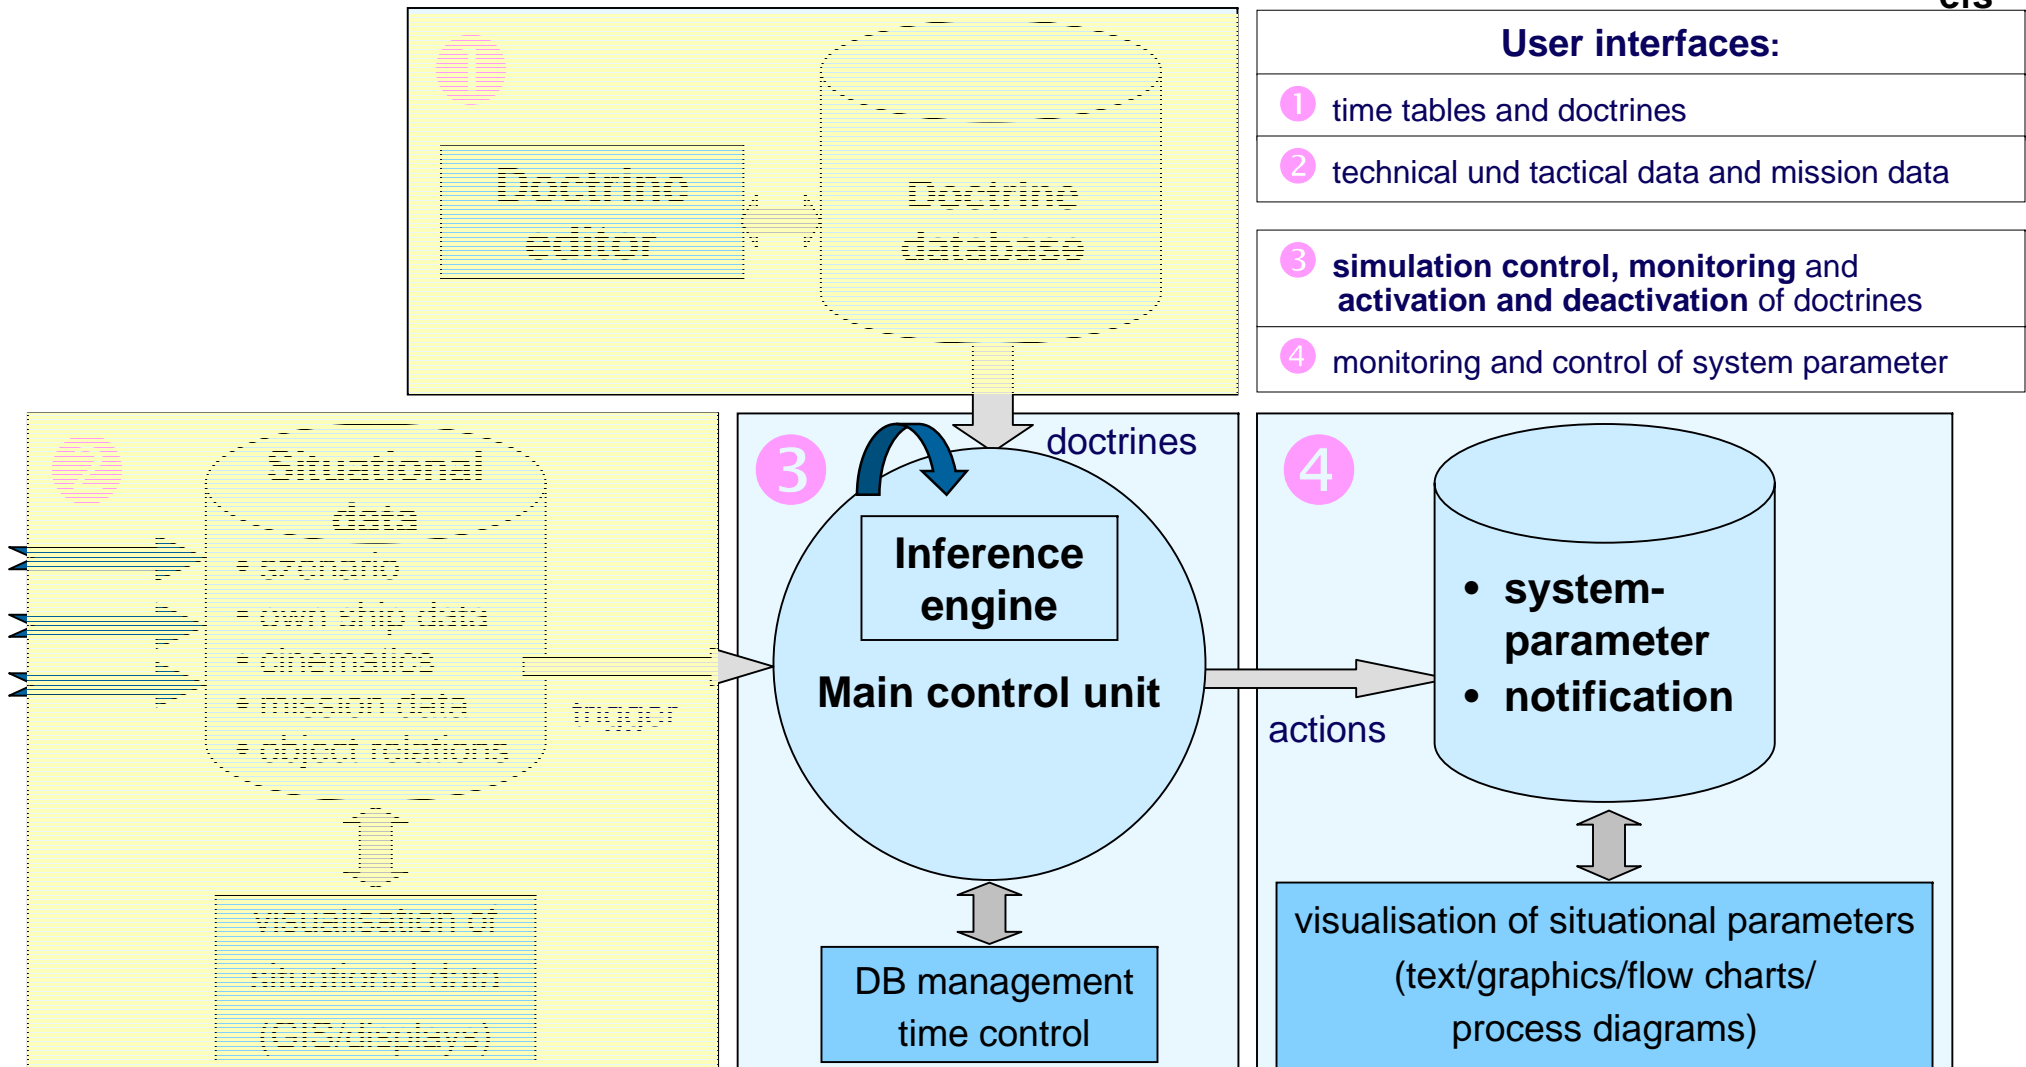 User interfaces:
1 time tables and doctrines
2 technical und tactical data and mission data
3 simulation control, monitoring and
activation and deactivation of doctrines
4 monitoring and control of system parameter
1
Doctrine
editor
Doctrine
database
2
Situational
data
• szenario
• own ship data
• cinematics
• mission data
• object relations
trigger
visualisation of
situational data
(GIS/displays)
3
doctrines
Inference
engine
Main control unit
DB management
time control
4
actions
• system-
parameter
• notification
visualisation of situational parameters
(text/graphics/flow charts/
process diagrams)